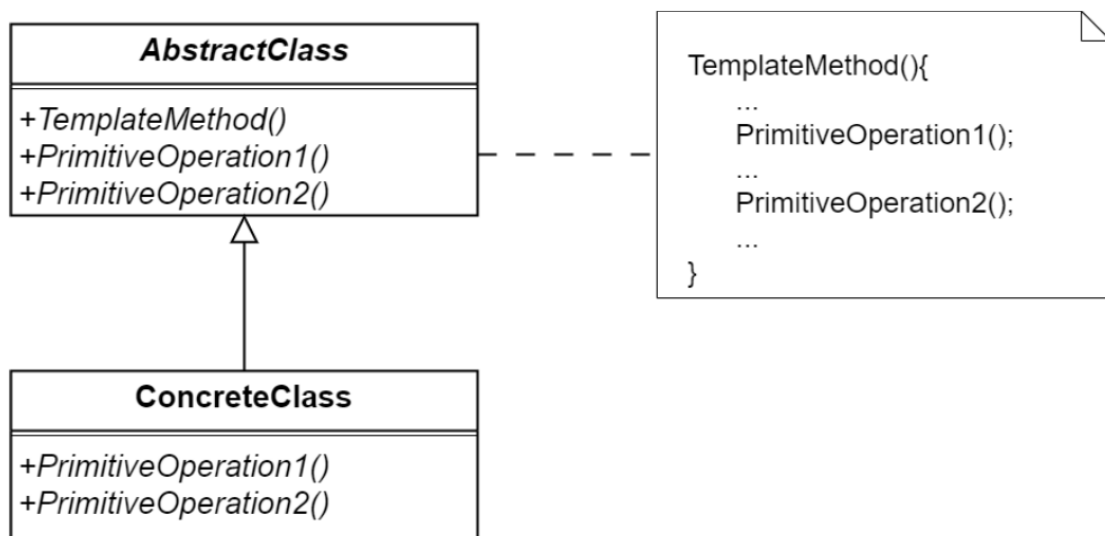 AbstractClass
+TemplateMethod()
+PrimitiveOperation1()
+PrimitiveOperation2()
TemplateMethod(){
...
PrimitiveOperation1();
...
PrimitiveOperation2();
...
}
ConcreteClass
+PrimitiveOperation1()
+PrimitiveOperation2()